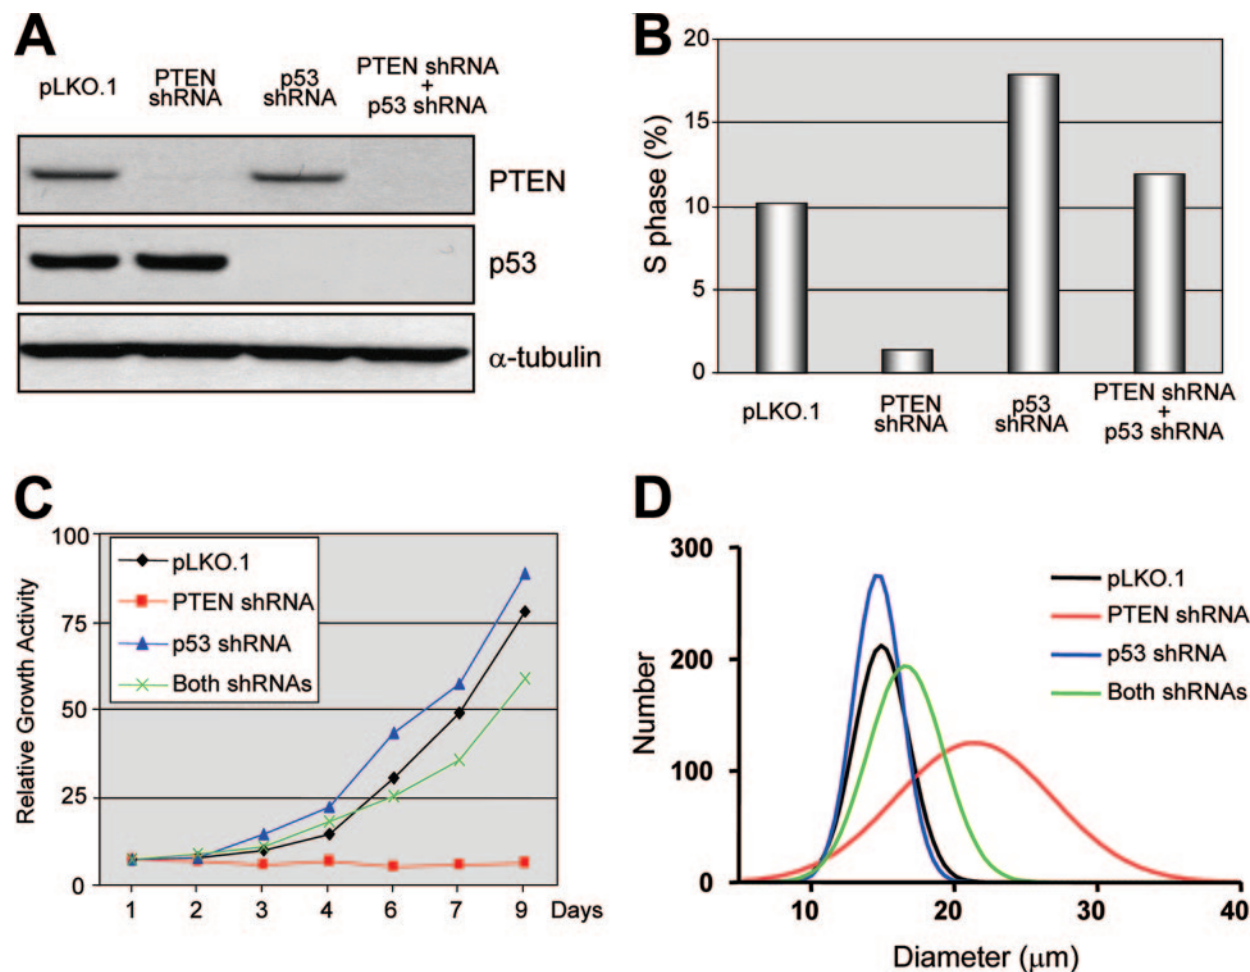 A
pLKO.1
PTEN
shRNA
p53
shRNA
PTEN shRNA
+
p53 shRNA
PTEN
p53
α-tubulin
B
S phase (%)
20
15
10
5
0
pLKO.1
PTEN
shRNA
p53
shRNA
PTEN shRNA
+
p53 shRNA
C
Relative Growth Activity
100
75
50
25
0
pLKO.1
PTEN shRNA
p53 shRNA
Both shRNAs
1 2 3 4 6 7 9 Days
D
Number
300
200
100
0
pLKO.1
PTEN shRNA
p53 shRNA
Both shRNAs
10 20 30 40
Diameter (μm)